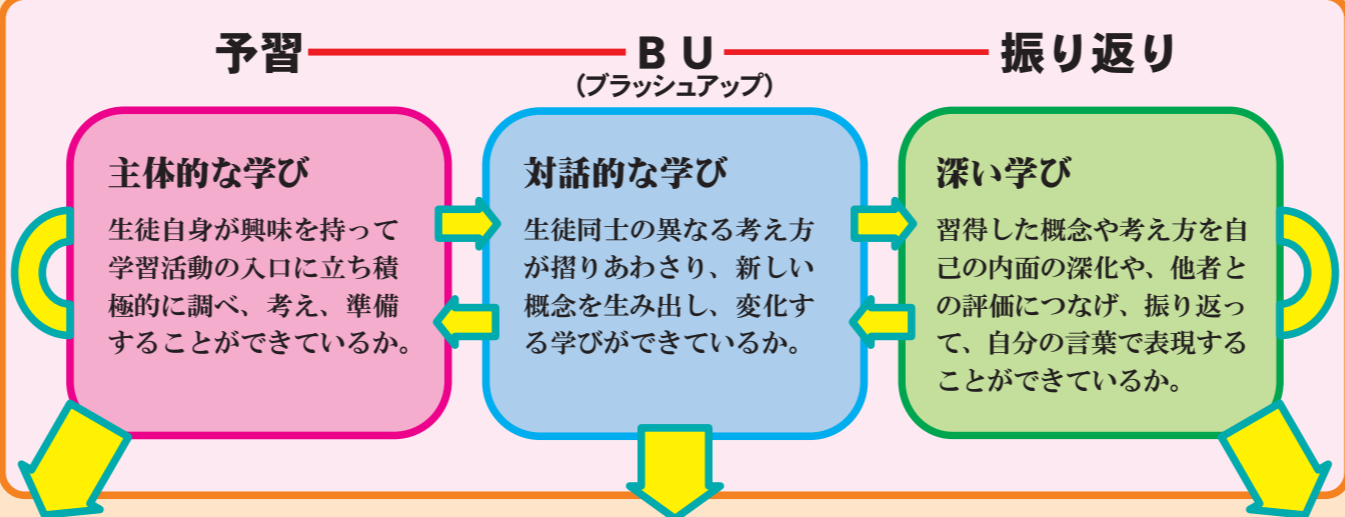 予習
BU
振り返り
(ブラッシュアップ)
主体的な学び
生徒自身が興味を持って
学習活動の入口に立ち積
極的に調べ、考え、準備
することができているか。
対話的な学び
生徒同士の異なる考え方
が摺りあわさり、新しい
概念を生み出し、変化す
る学びができているか。
深い学び
習得した概念や考え方を自
己の内面の深化や、他者と
の評価につなげ、振り返っ
て、自分の言葉で表現する
ことができているか。